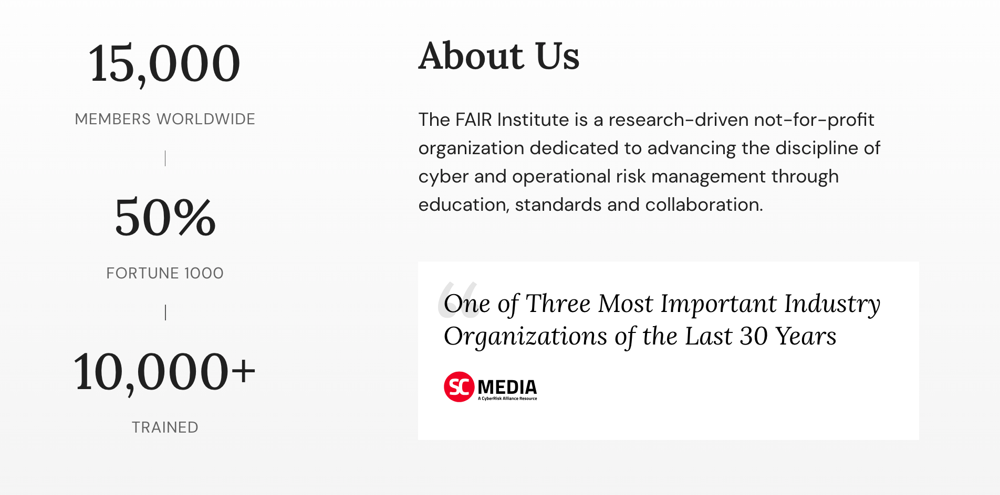 15,000
MEMBERS WORLDWIDE
50%
FORTUNE 1000
10,000+
TRAINED
About Us
The FAIR Institute is a research-driven not-for-profit
organization dedicated to advancing the discipline of
cyber and operational risk management through
education, standards and collaboration.
“
One of Three Most Important Industry
Organizations of the Last 30 Years
SC MEDIA
A CyberRisk Alliance Resource